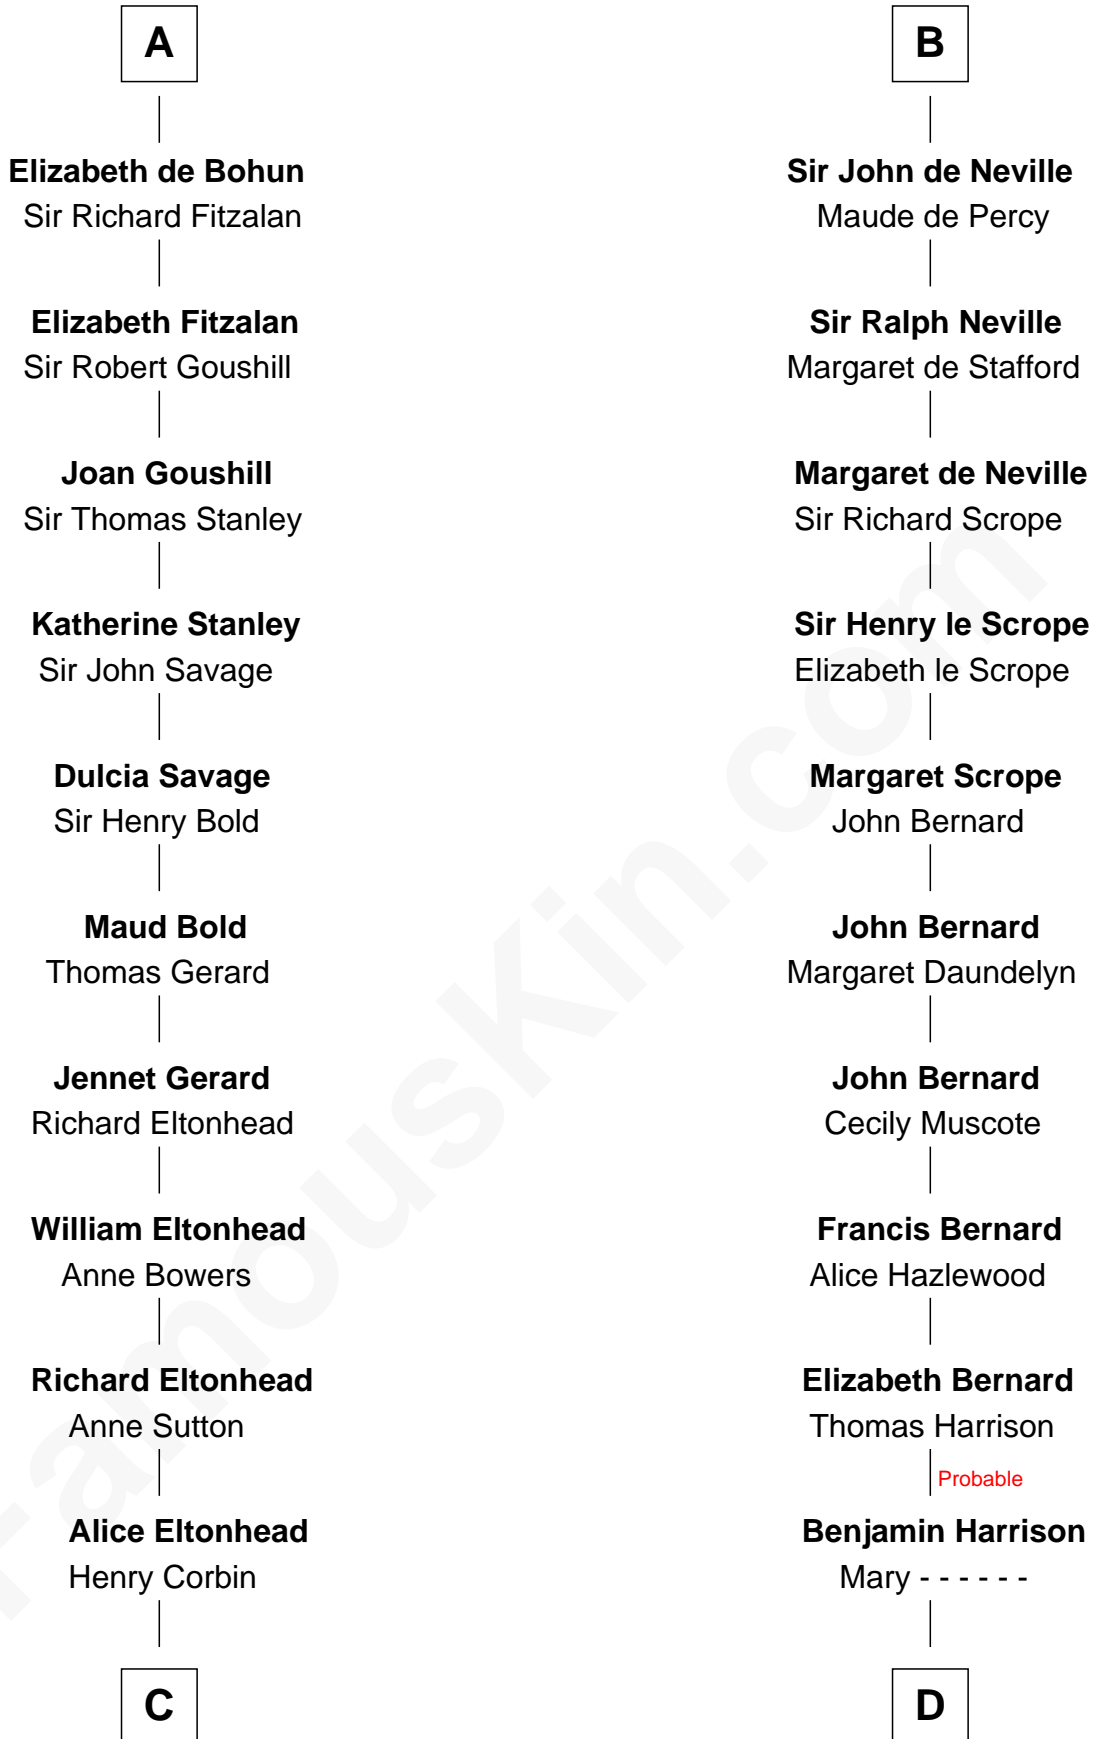 A
Elizabeth de Bohun
Sir Richard Fitzalan
Elizabeth Fitzalan
Sir Robert Goushill
Joan Goushill
Sir Thomas Stanley
Katherine Stanley
Sir John Savage
Dulcia Savage
Sir Henry Bold
Maud Bold
Thomas Gerard
Jennet Gerard
Richard Eltonhead
William Eltonhead
Anne Bowers
Richard Eltonhead
Anne Sutton
Alice Eltonhead
Henry Corbin
C
B
Sir John de Neville
Maude de Percy
Sir Ralph Neville
Margaret de Stafford
Margaret de Neville
Sir Richard Scrope
Sir Henry le Scrope
Elizabeth le Scrope
Margaret Scrope
John Bernard
John Bernard
Margaret Daundelyn
John Bernard
Cecily Muscote
Francis Bernard
Alice Hazlewood
Elizabeth Bernard
Thomas Harrison
Probable
Benjamin Harrison
Mary - - - - - -
D
FamousKin.com